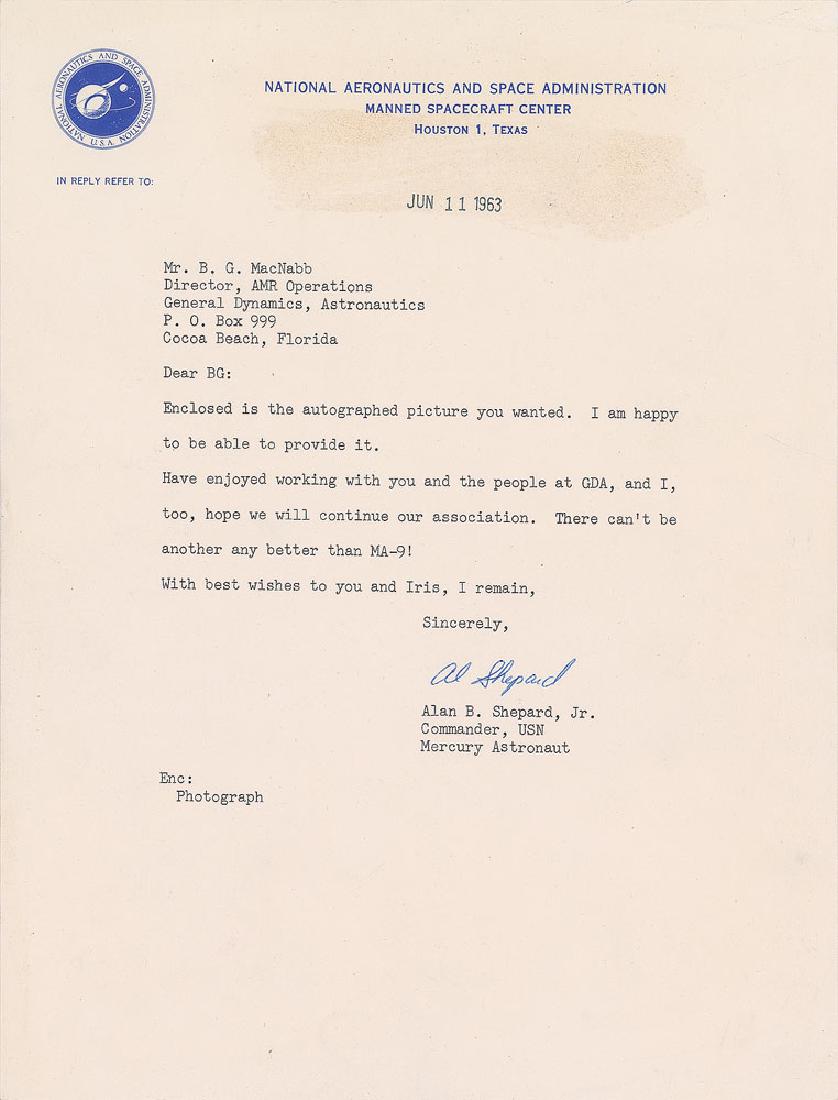 NATIONAL AERONAUTICS AND SPACE ADMINISTRATION
U.S.A.
NATIONAL AERONAUTICS AND SPACE ADMINISTRATION
MANNED SPACECRAFT CENTER
HOUSTON 1, TEXAS
IN REPLY REFER TO:
JUN 11 1963
Mr. B. G. MacNabb
Director, AMR Operations
General Dynamics, Astronautics
P. O. Box 999
Cocoa Beach, Florida
Dear BG:
Enclosed is the autographed picture you wanted. I am happy
to be able to provide it.
Have enjoyed working with you and the people at GDA, and I,
too, hope we will continue our association. There can't be
another any better than MA-9!
With best wishes to you and Iris, I remain,
Sincerely,
Al Shepard
Alan B. Shepard, Jr.
Commander, USN
Mercury Astronaut
Enc:
Photograph